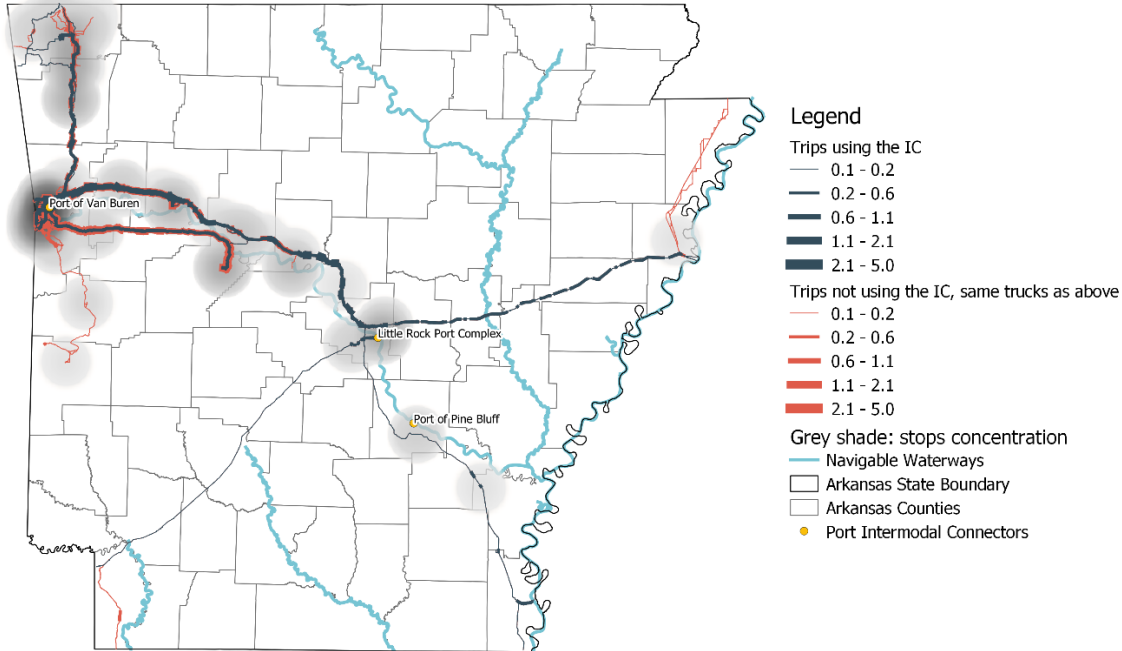 Port of Van Buren
Little Rock Port Complex
Port of Pine Bluff
Legend
Trips using the IC
0.1 - 0.2
0.2 - 0.6
0.6 - 1.1
1.1 - 2.1
2.1 - 5.0
Trips not using the IC, same trucks as above
0.1 - 0.2
0.2 - 0.6
0.6 - 1.1
1.1 - 2.1
2.1 - 5.0
Grey shade: stops concentration
Navigable Waterways
Arkansas State Boundary
Arkansas Counties
Port Intermodal Connectors